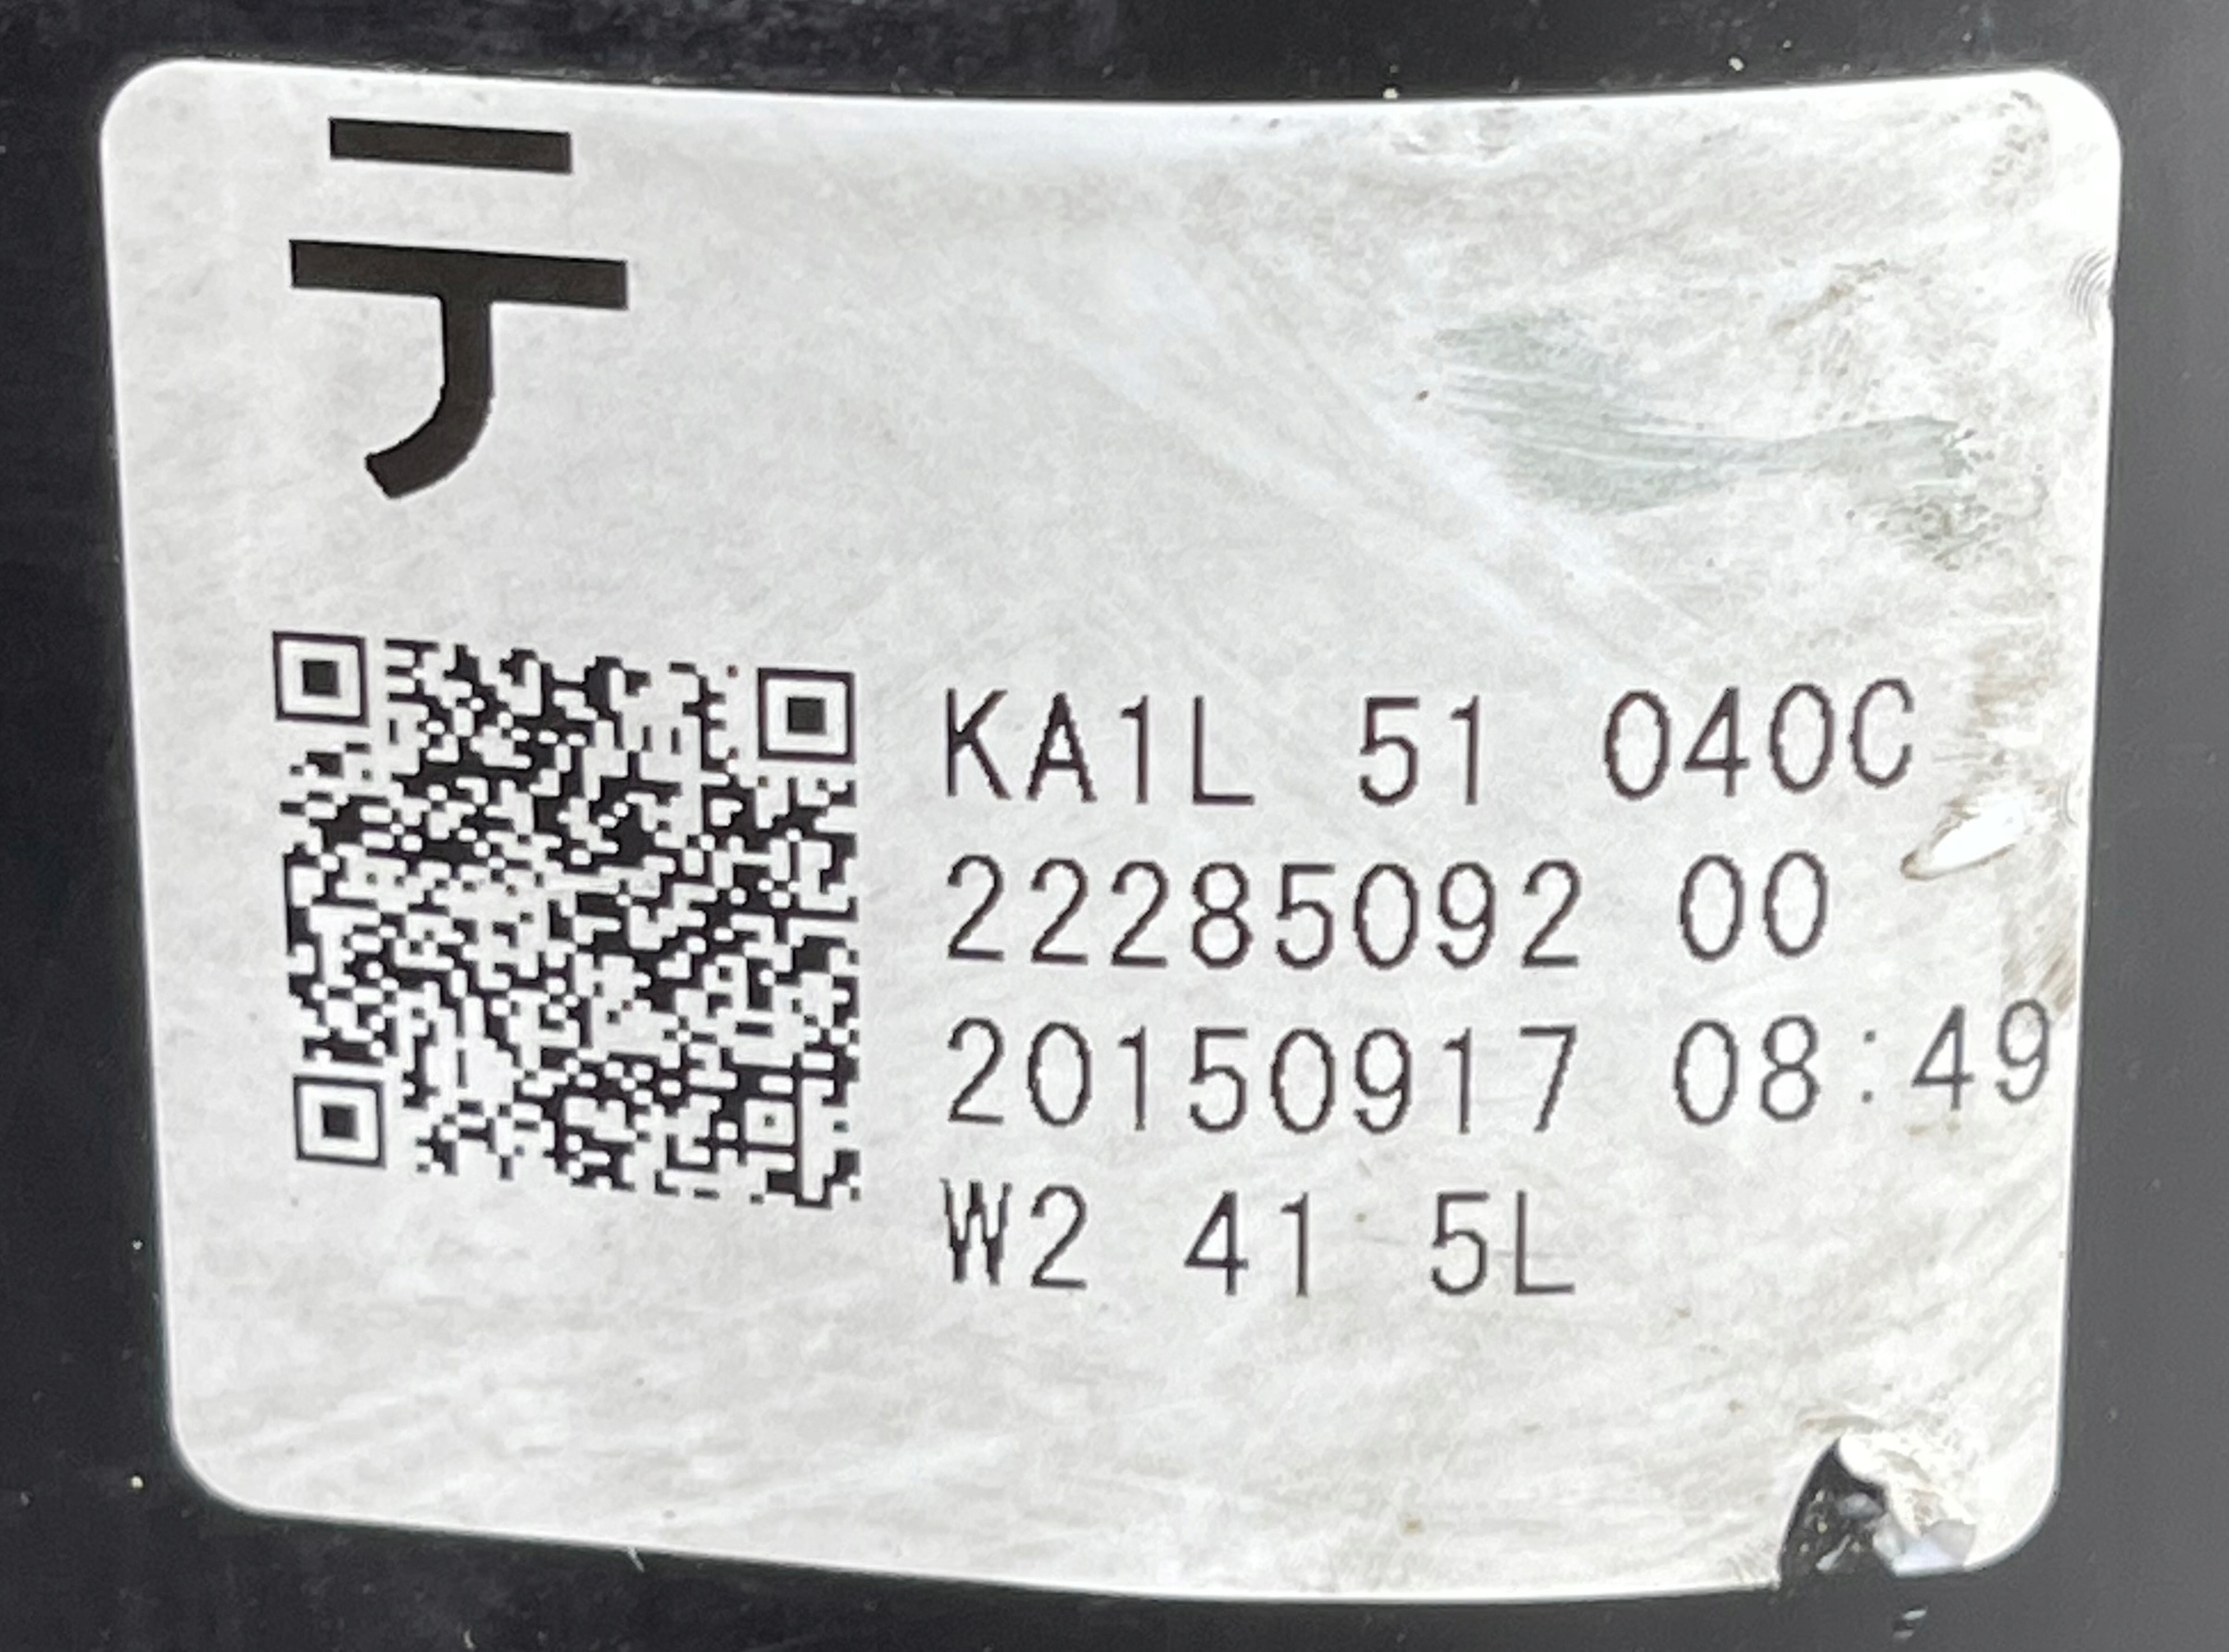 テ
KA1L 51 040C
22285092 00
20150917 08:49
W2 41 5L